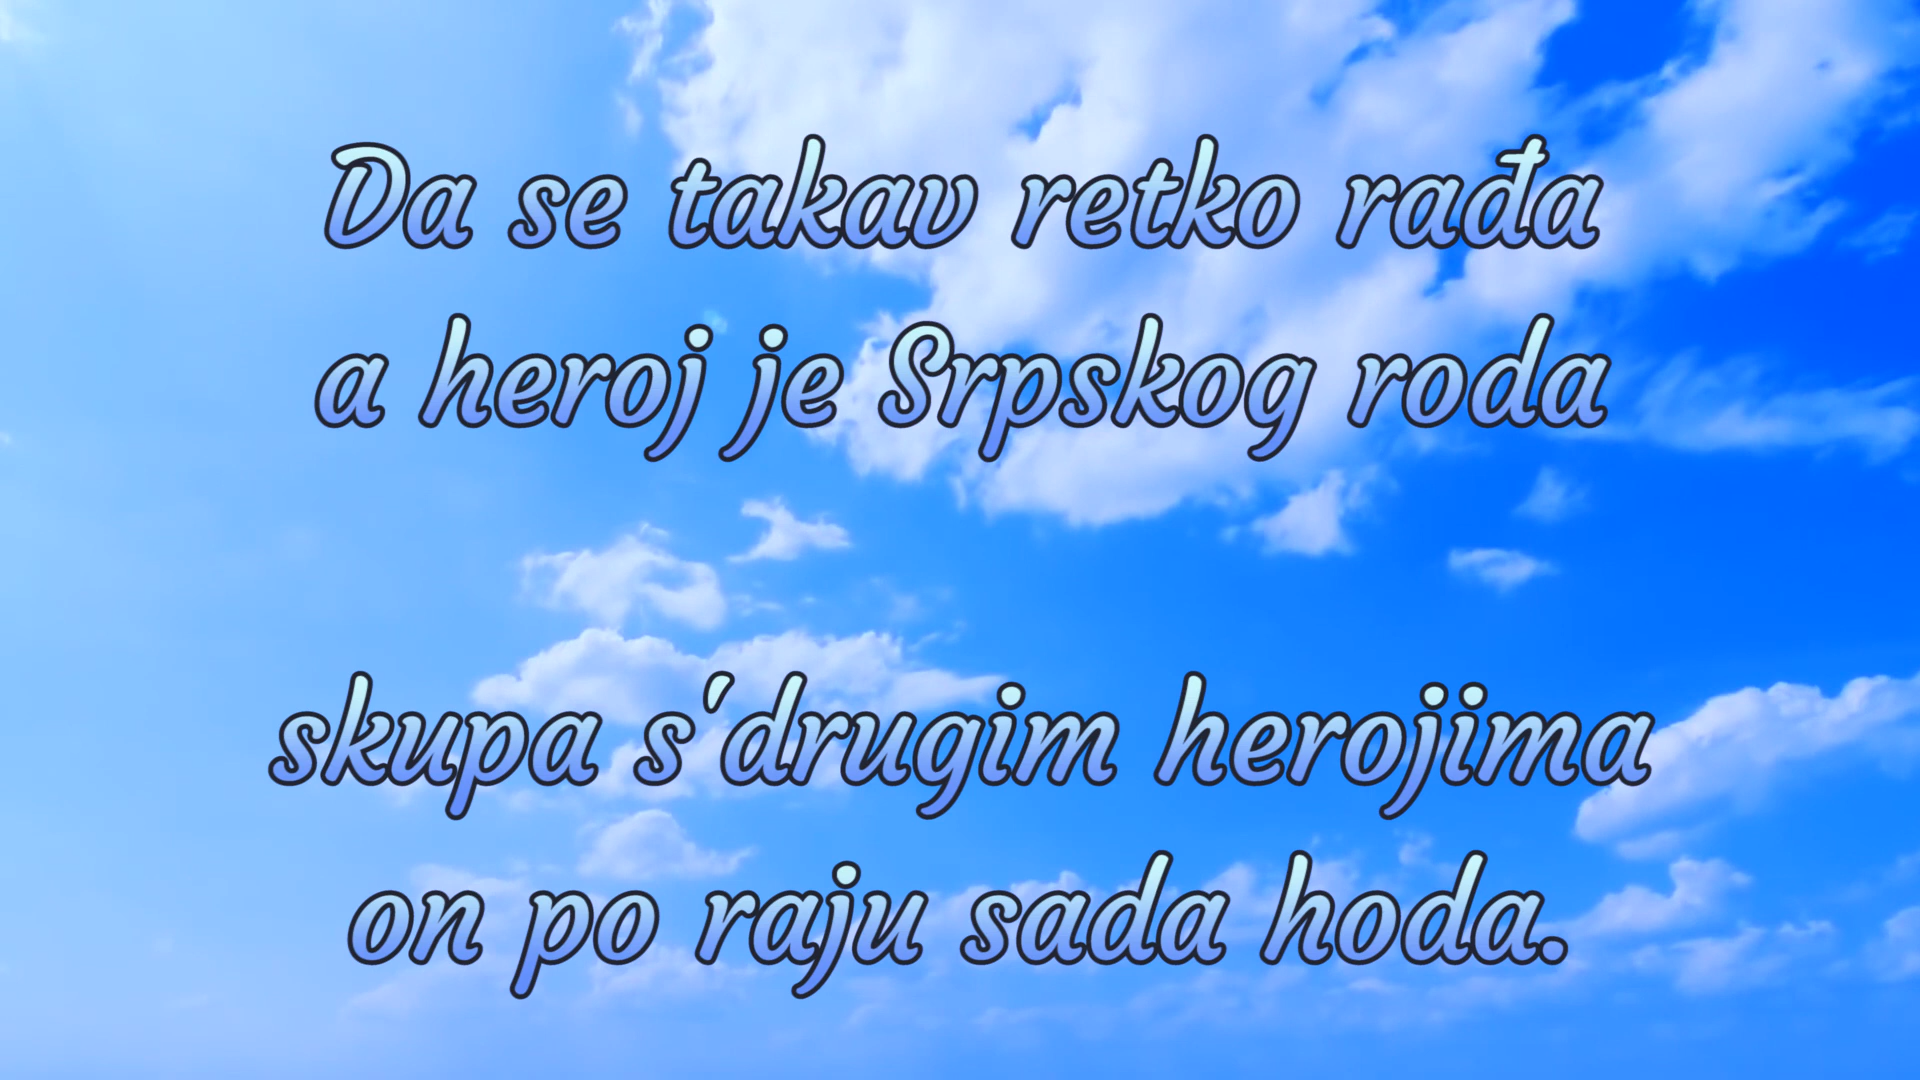 Da se takav retko rađa
a heroj je Srpskog roda
skupa s'drugim herojima
on po raju sada hoda.